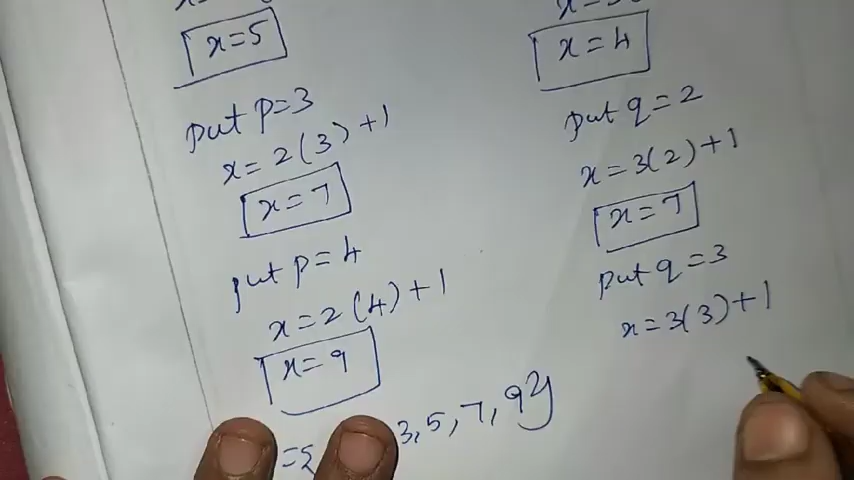 x=5
put p=3
x=2(3)+1
x=7
put p=4
x=2(4)+1
x=9
={ 3,5,7,9}
x=4
put q=2
x=3(2)+1
x=7
put q=3
x=3(3)+1